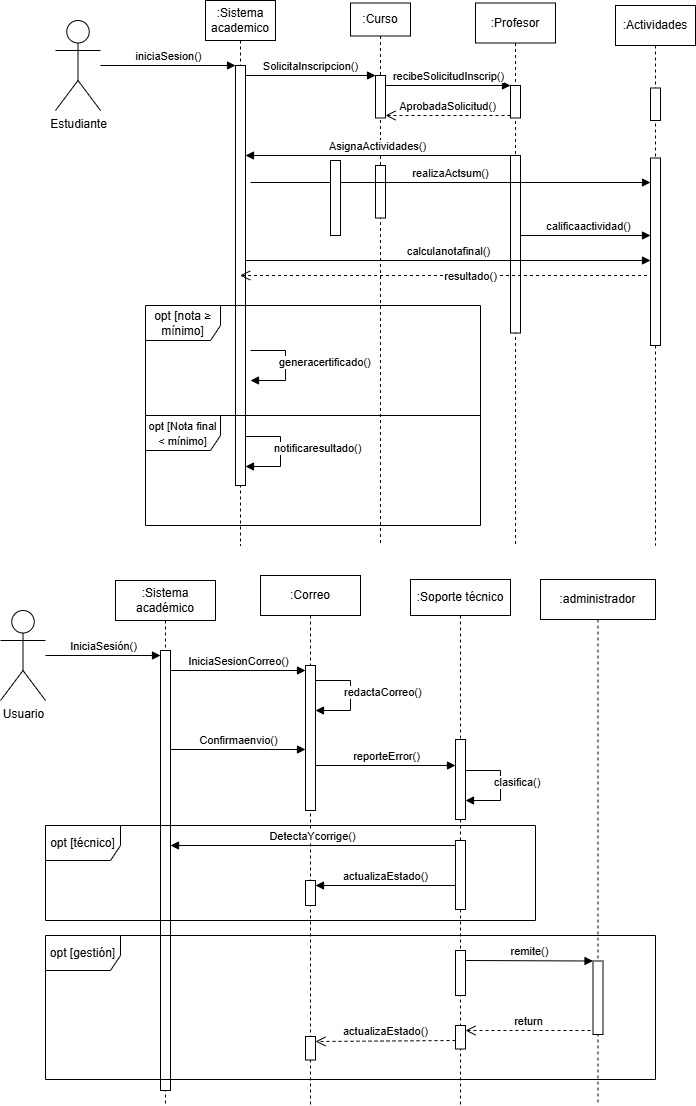 :Sistema
academico
:Curso
:Profesor
:Actividades
iniciaSesion()
SolicitaInscripcion()
recibeSolicitudInscrip()
AprobadaSolicitud()
Estudiante
AsignaActividades()
realizaActsum()
calificaactividad()
calculanotafinal()
resultado()
opt [nota ≥
mínimo]
generacertificado()
opt [Nota final
< mínimo]
notificaresultado()
:Sistema
académico
:Correo
:Soporte técnico
:administrador
IniciaSesión()
IniciaSesionCorreo()
redactaCorreo()
Usuario
Confirmaenvio()
reporteError()
clasifica()
opt [técnico]
DetectaYcorrige()
actualizaEstado()
opt [gestión]
remite()
return
actualizaEstado()